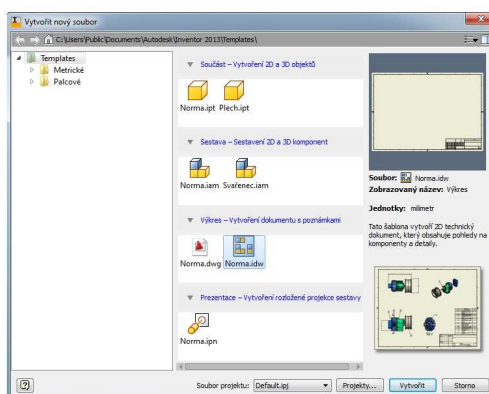 Vytvořit nový soubor
C:\Users\Public\Documents\Autodesk\Inventor 2013\Templates\
Templates
Metrické
Palcové
Součást – Vytvoření 2D a 3D objektů
Norma.ipt Plech.ipt
Sestava – Sestavení 2D a 3D komponent
Norma.iam Svařenec.iam
Výkres – Vytvoření dokumentu s poznámkami
Norma.dwg Norma.idw
Prezentace – Vytvoření rozložené projekce sestavy
Norma.ipn
Soubor: Norma.idw
Zobrazovaný název: Výkres
Jednotky: milimetr
Tato šablona vytvoří 2D technický
dokument, který obsahuje pohledy na
komponenty a detaily.
Soubor projektu: Default.ipj Projekty... Vytvořit Storno